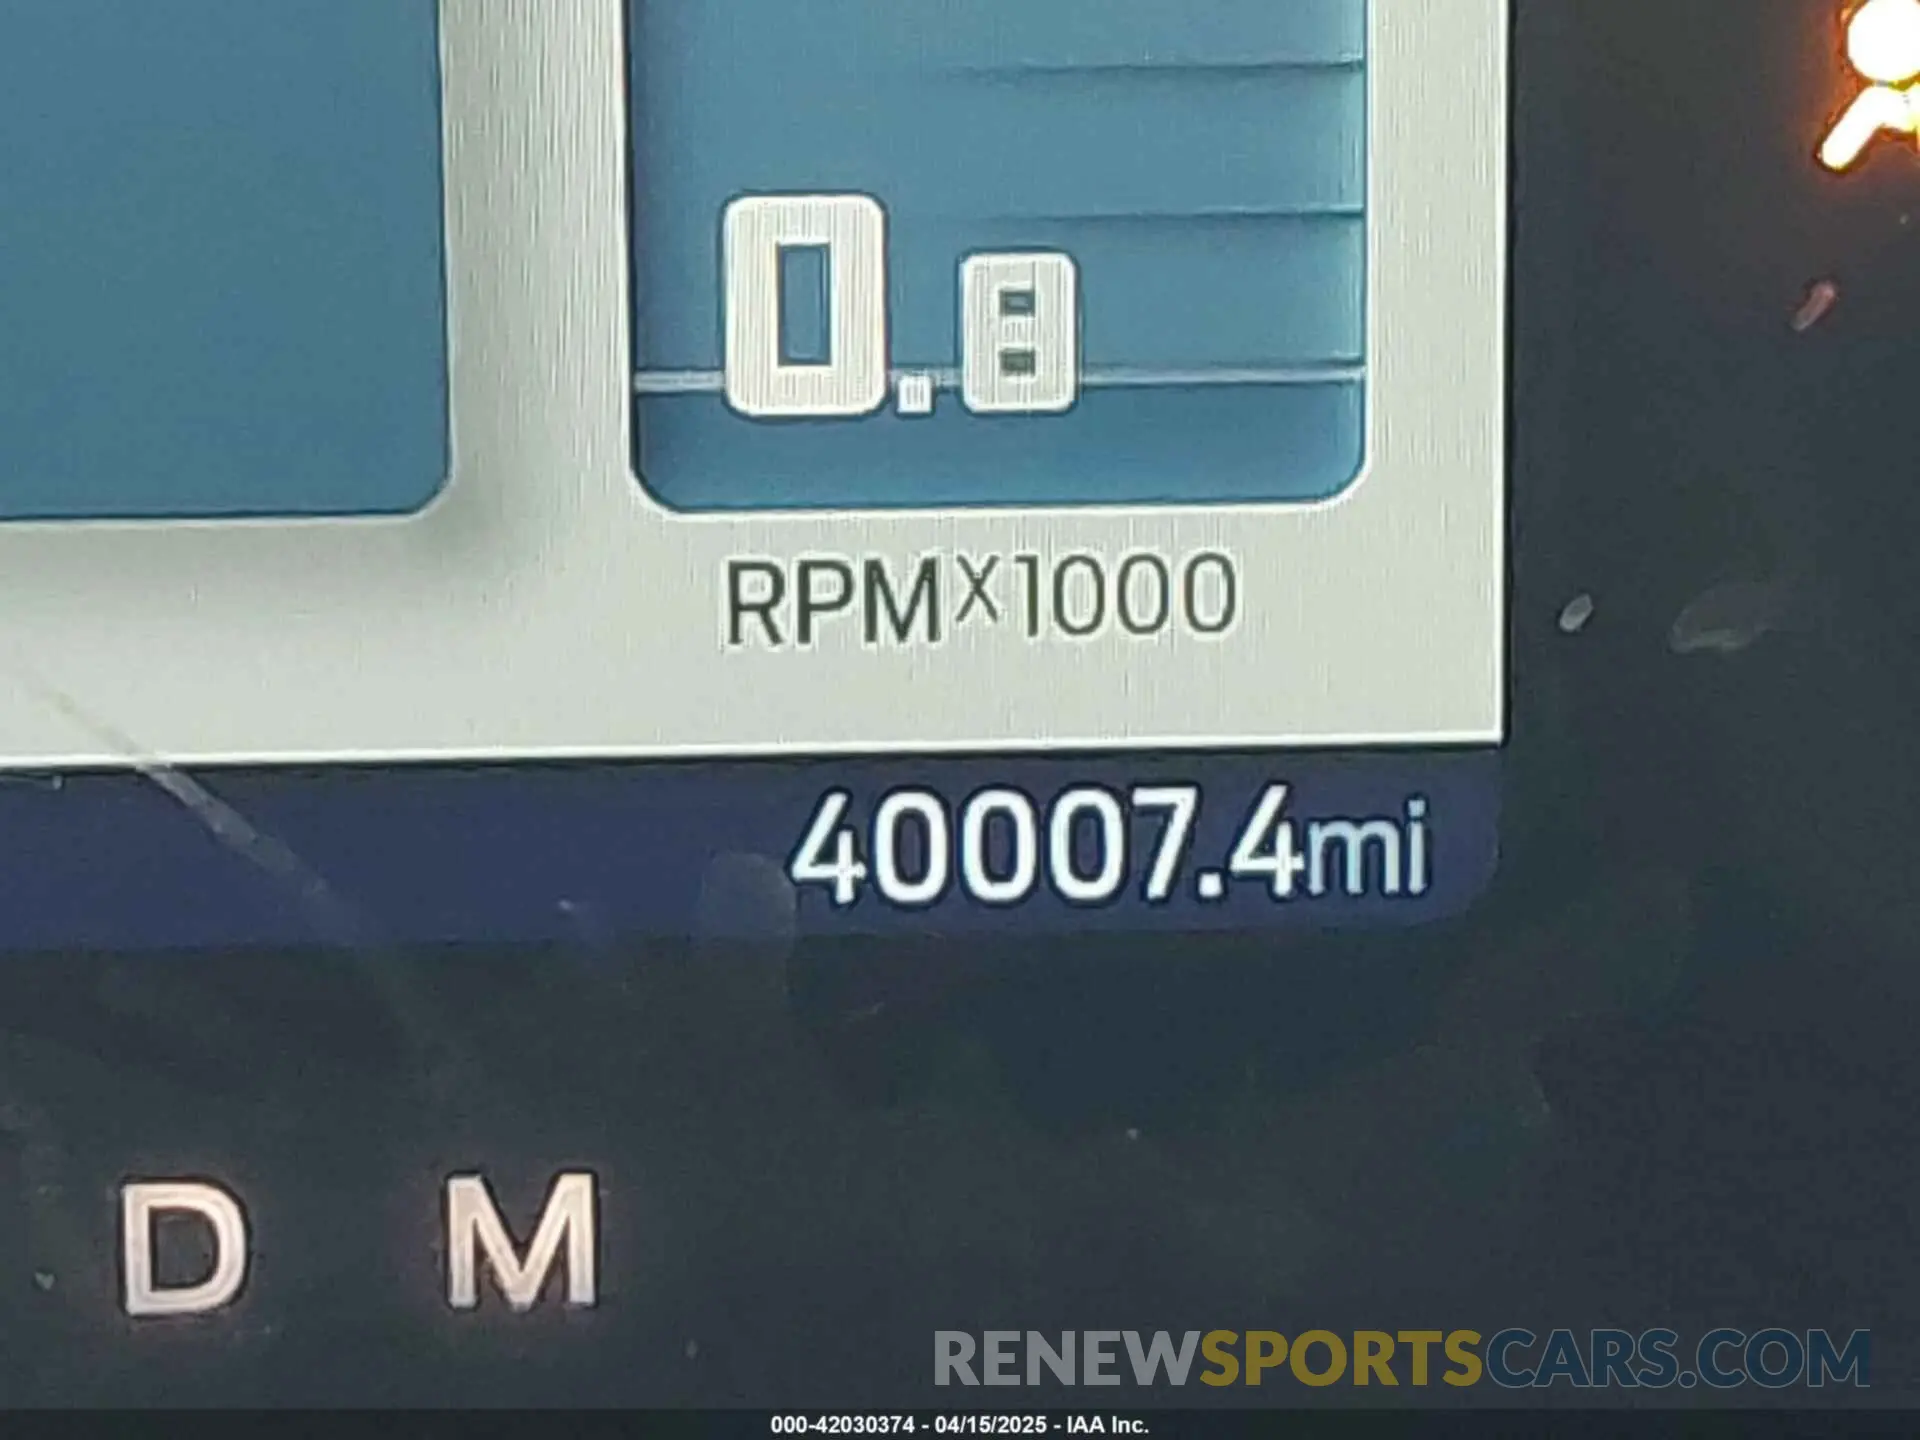 0.8
RPMX1000
40007.4mi
D M
RENEWSPORTSCARS.COM
000-42030374 - 04/15/2025 - IAA Inc.